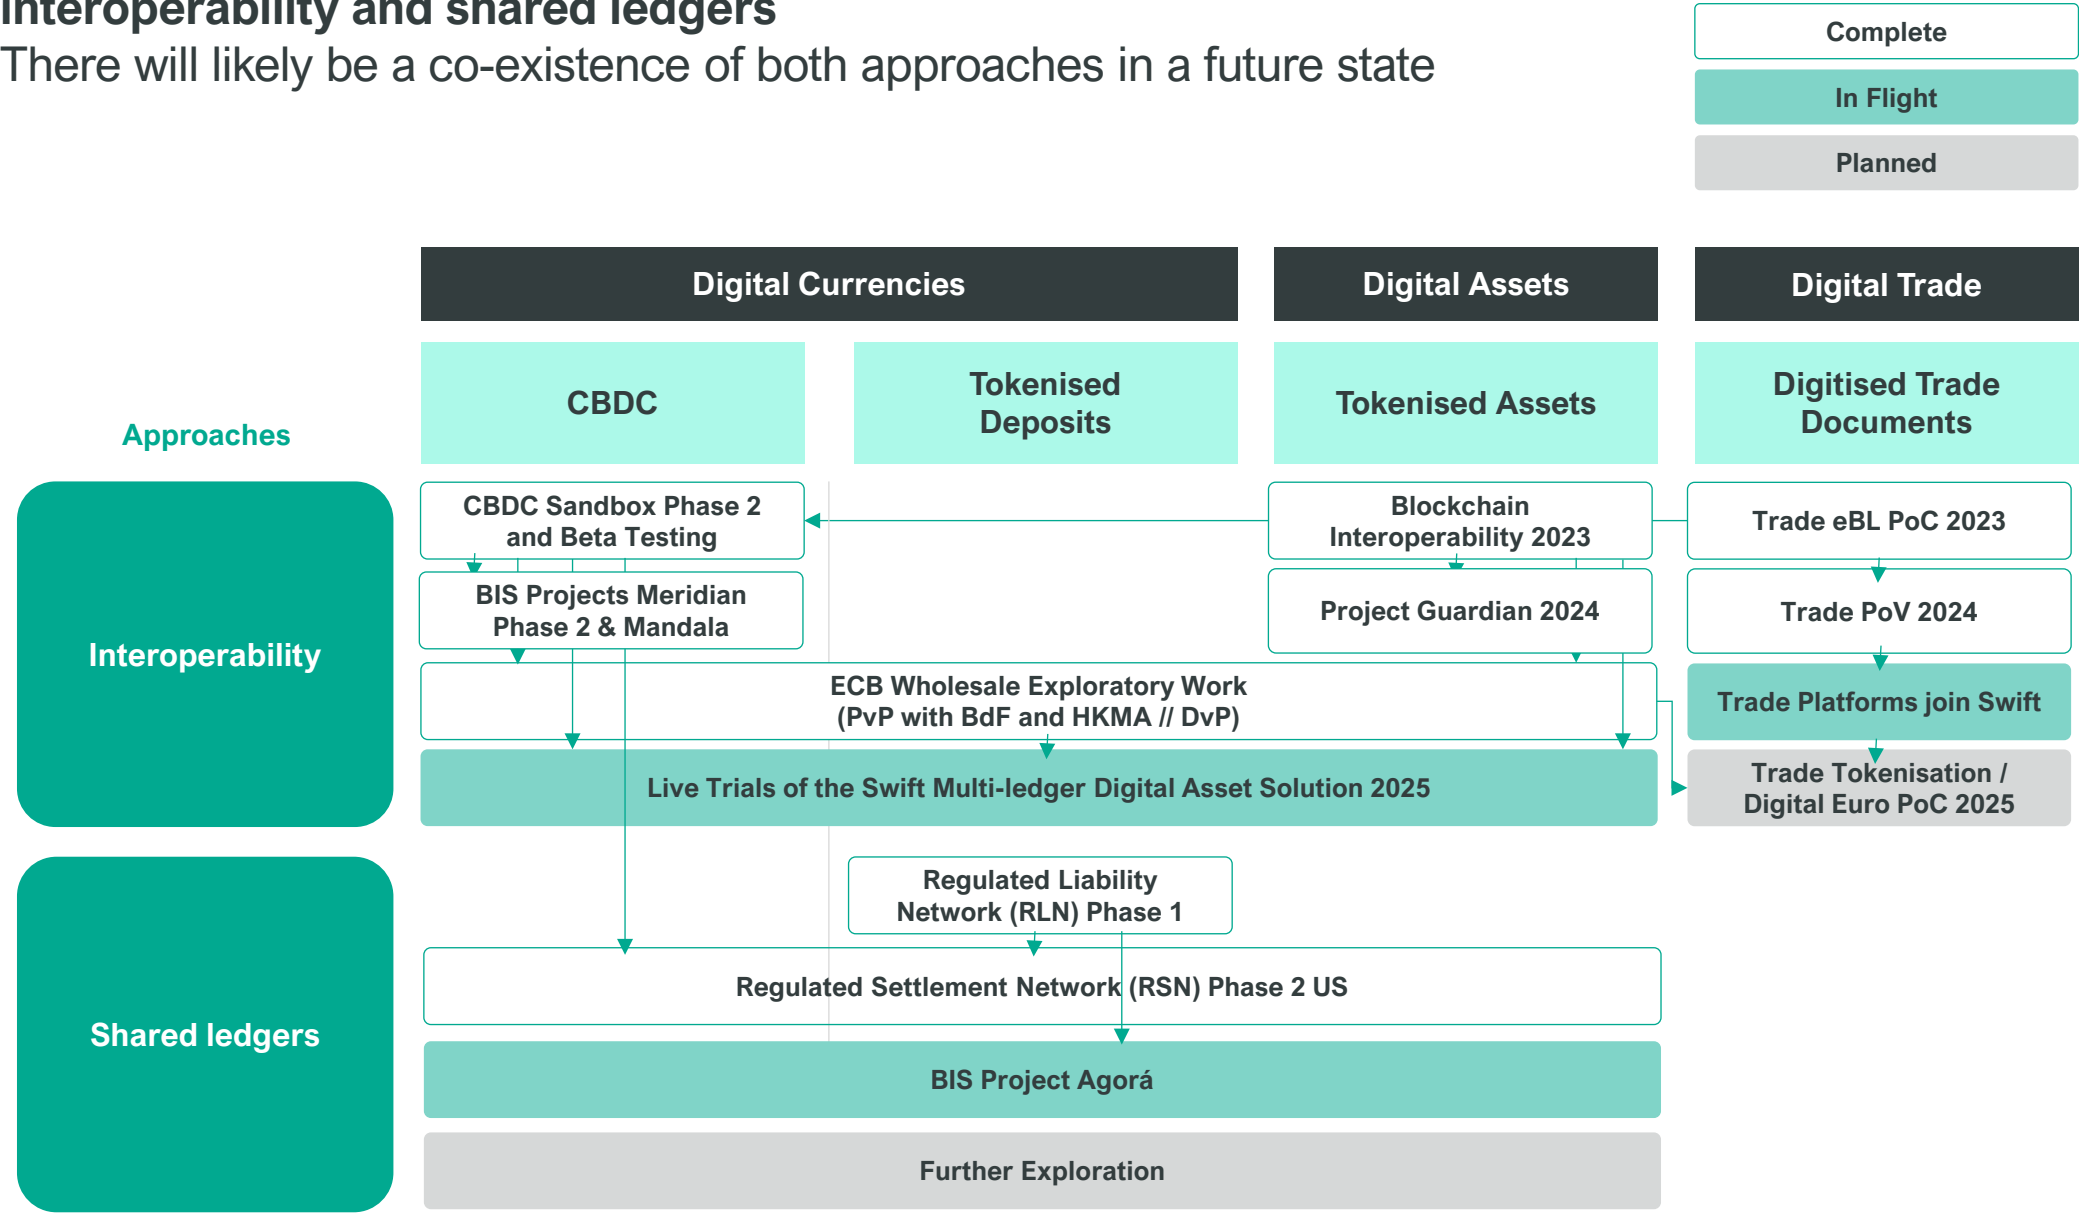 Interoperability and shared ledgers
There will likely be a co-existence of both approaches in a future state
Complete
In Flight
Planned
Digital Currencies
Digital Assets
Digital Trade
CBDC
Tokenised
Deposits
Tokenised Assets
Digitised Trade
Documents
Approaches
Interoperability
CBDC Sandbox Phase 2
and Beta Testing
Blockchain
Interoperability 2023
Trade eBL PoC 2023
BIS Projects Meridian
Phase 2 & Mandala
Project Guardian 2024
Trade PoV 2024
ECB Wholesale Exploratory Work
(PvP with BdF and HKMA // DvP)
Trade Platforms join Swift
Live Trials of the Swift Multi-ledger Digital Asset Solution 2025
Trade Tokenisation /
Digital Euro PoC 2025
Shared ledgers
Regulated Liability
Network (RLN) Phase 1
Regulated Settlement Network (RSN) Phase 2 US
BIS Project Agorá
Further Exploration